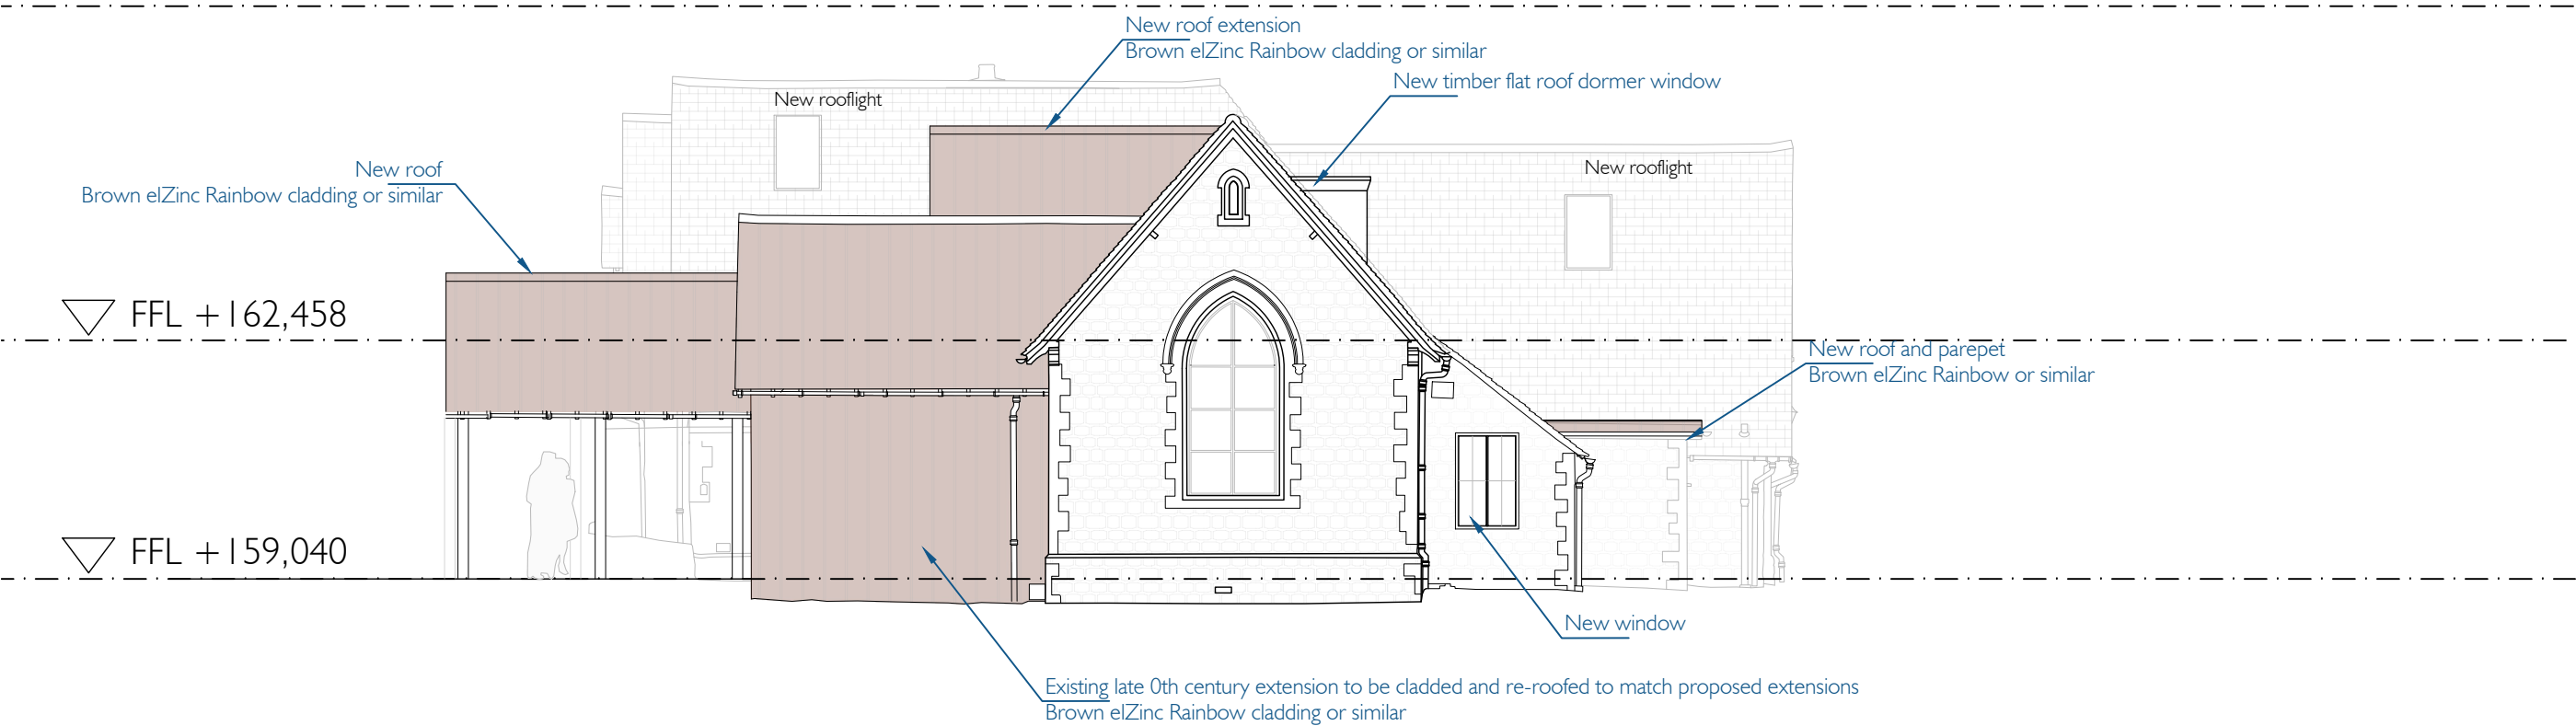 New roof extension
Brown elZinc Rainbow cladding or similar
New timber flat roof dormer window
New rooflight
New roof
Brown elZinc Rainbow cladding or similar
New rooflight
FFL +162,458
New roof and parepet
Brown elZinc Rainbow or similar
FFL +159,040
New window
Existing late 0th century extension to be cladded and re-roofed to match proposed extensions
Brown elZinc Rainbow cladding or similar